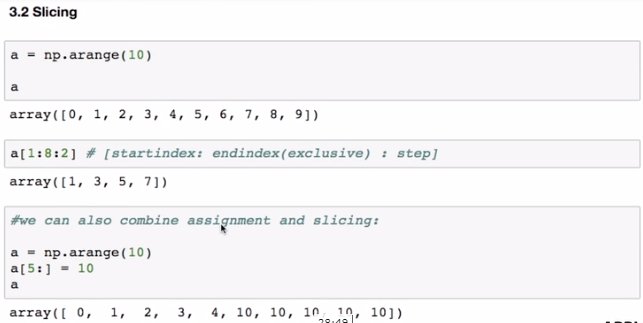 3.2 Slicing
a = np.arange(10)
a
array([0, 1, 2, 3, 4, 5, 6, 7, 8, 9])
a[1:8:2] # [startindex: endindex(exclusive) : step]
array([1, 3, 5, 7])
#we can also combine assignment and slicing:
a = np.arange(10)
a[5:] = 10
a
array([ 0,  1,  2,  3,  4, 10, 10, 10, 10, 10])
28:49